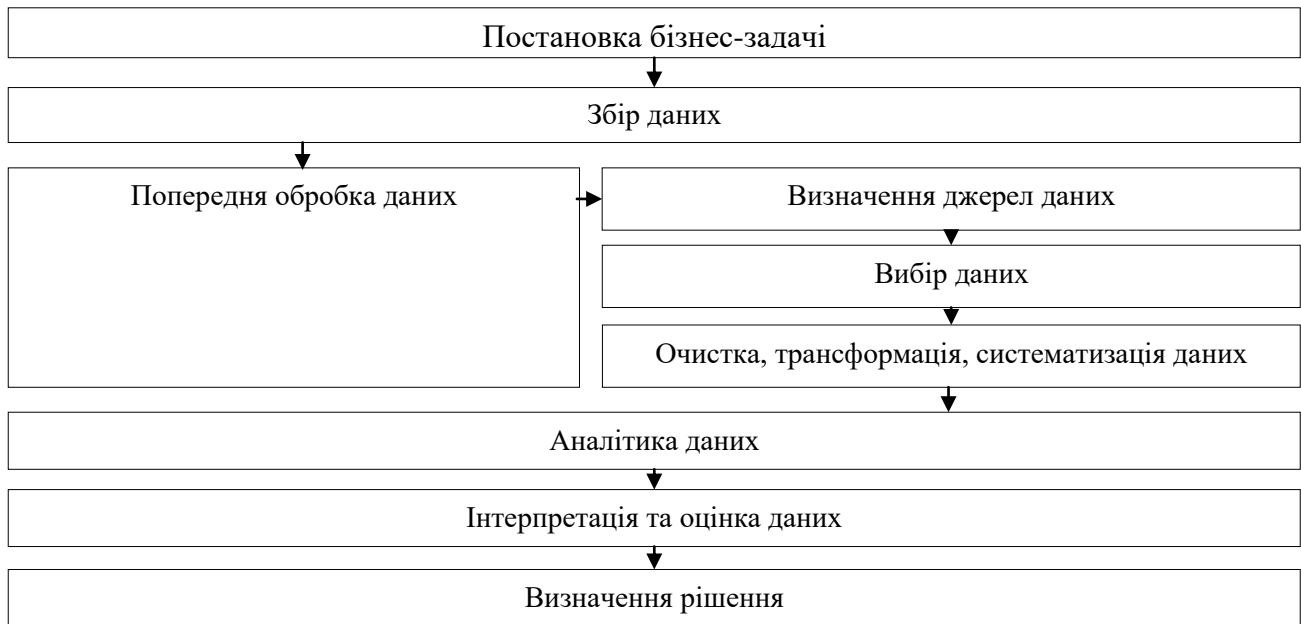 Постановка бізнес-задачі
Збір даних
Попередня обробка даних
Визначення джерел даних
Вибір даних
Очистка, трансформація, систематизація даних
Аналітика даних
Інтерпретація та оцінка даних
Визначення рішення